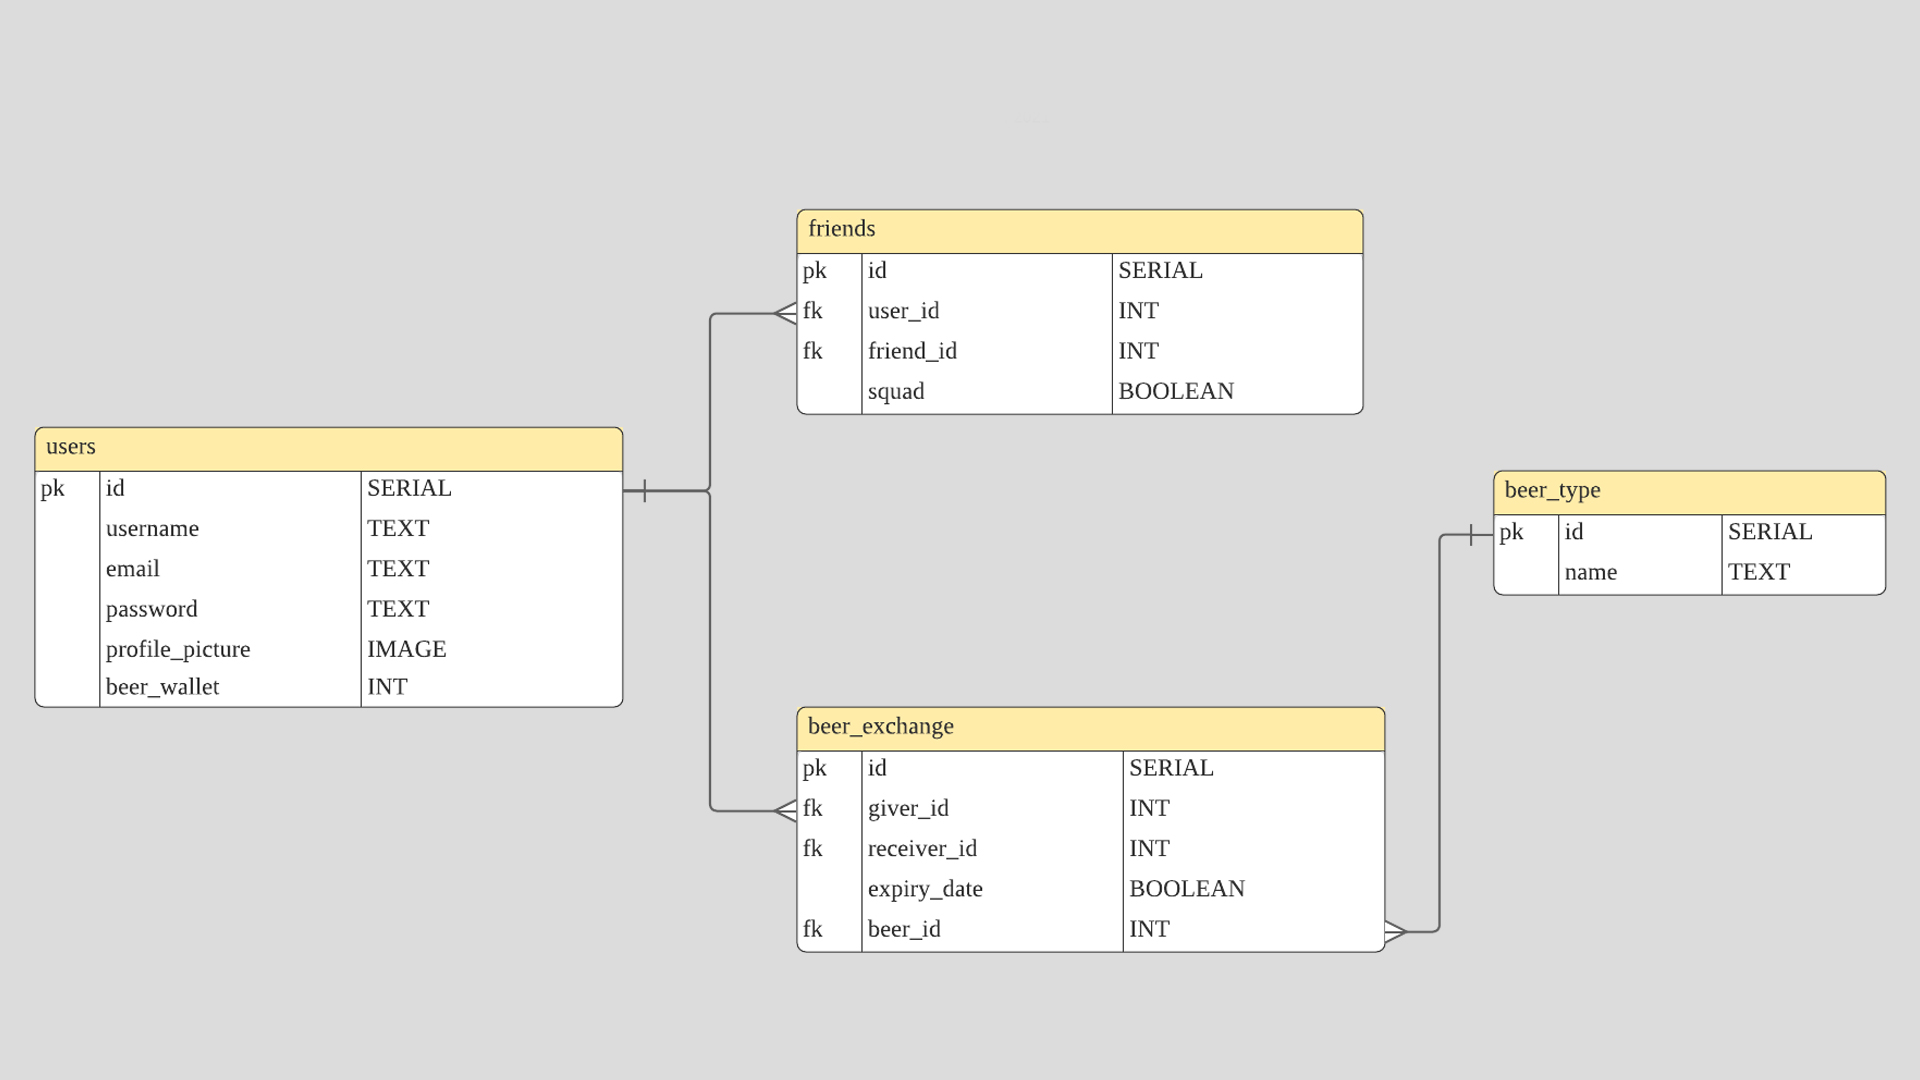 friends
pk id SERIAL
fk user_id INT
fk friend_id INT
squad BOOLEAN
users
pk id SERIAL
username TEXT
email TEXT
password TEXT
profile_picture IMAGE
beer_wallet INT
beer_type
pk id SERIAL
name TEXT
beer_exchange
pk id SERIAL
fk giver_id INT
fk receiver_id INT
expiry_date BOOLEAN
fk beer_id INT